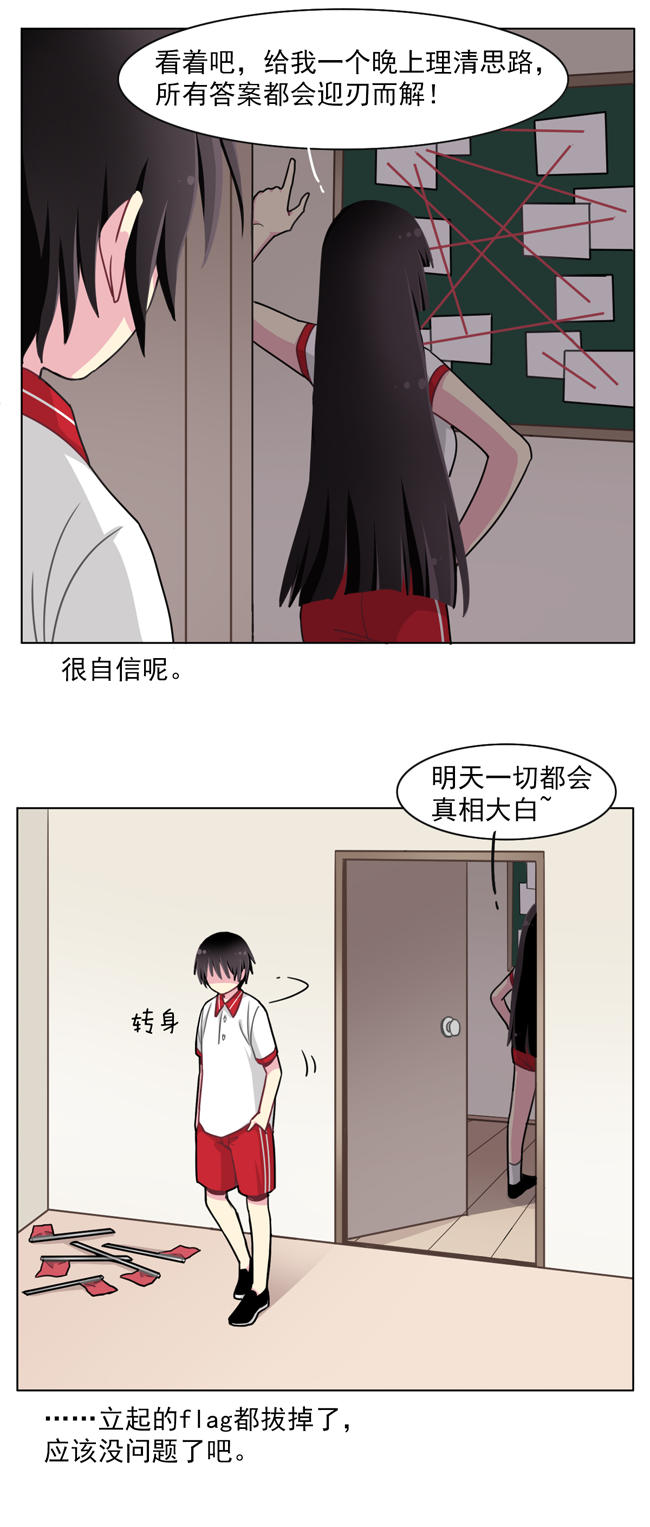 看着吧，给我一个晚上理清思路，
所有答案都会迎刃而解！
很自信呢。
明天一切都会
真相大白~
转身
……立起的flag都拔掉了，
应该没问题了吧。